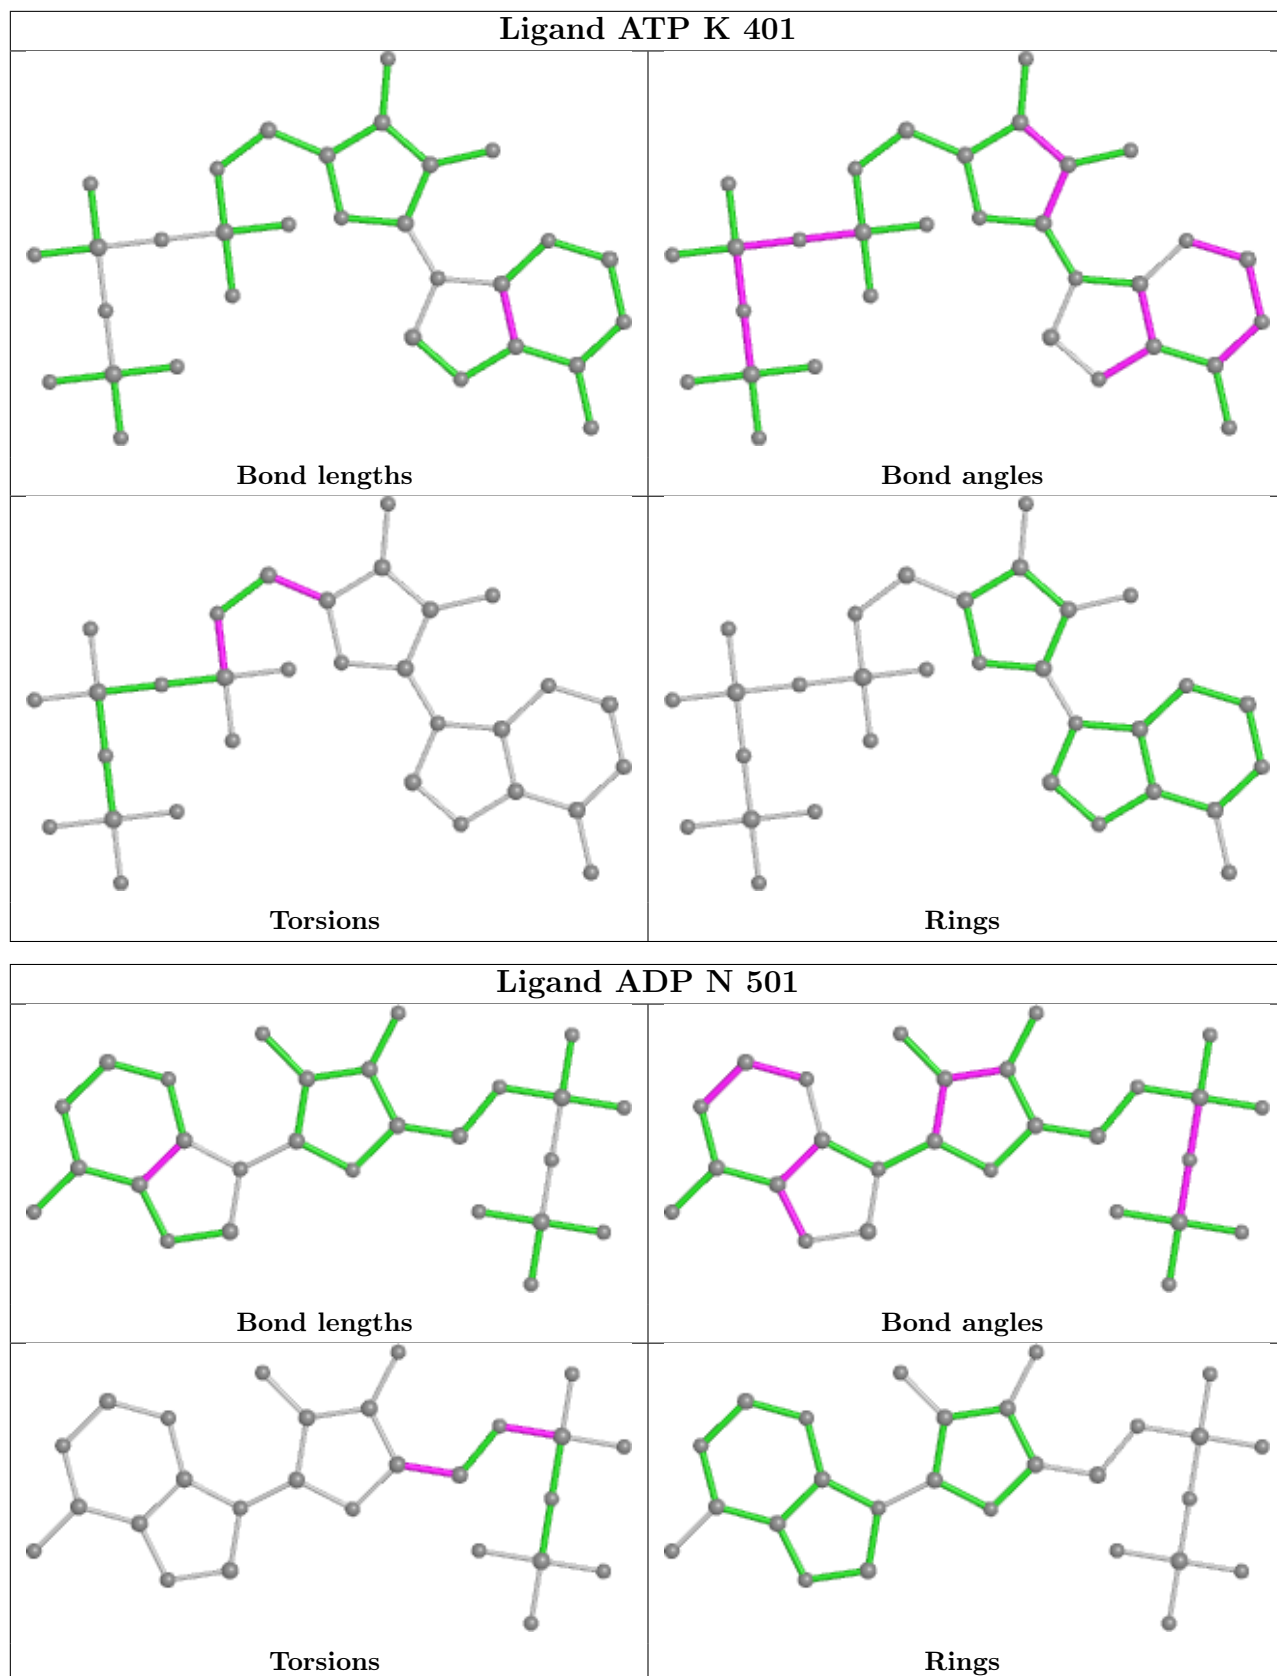 Ligand ATP K 401
Bond lengths
Bond angles
Torsions
Rings
Ligand ADP N 501
Bond lengths
Bond angles
Torsions
Rings